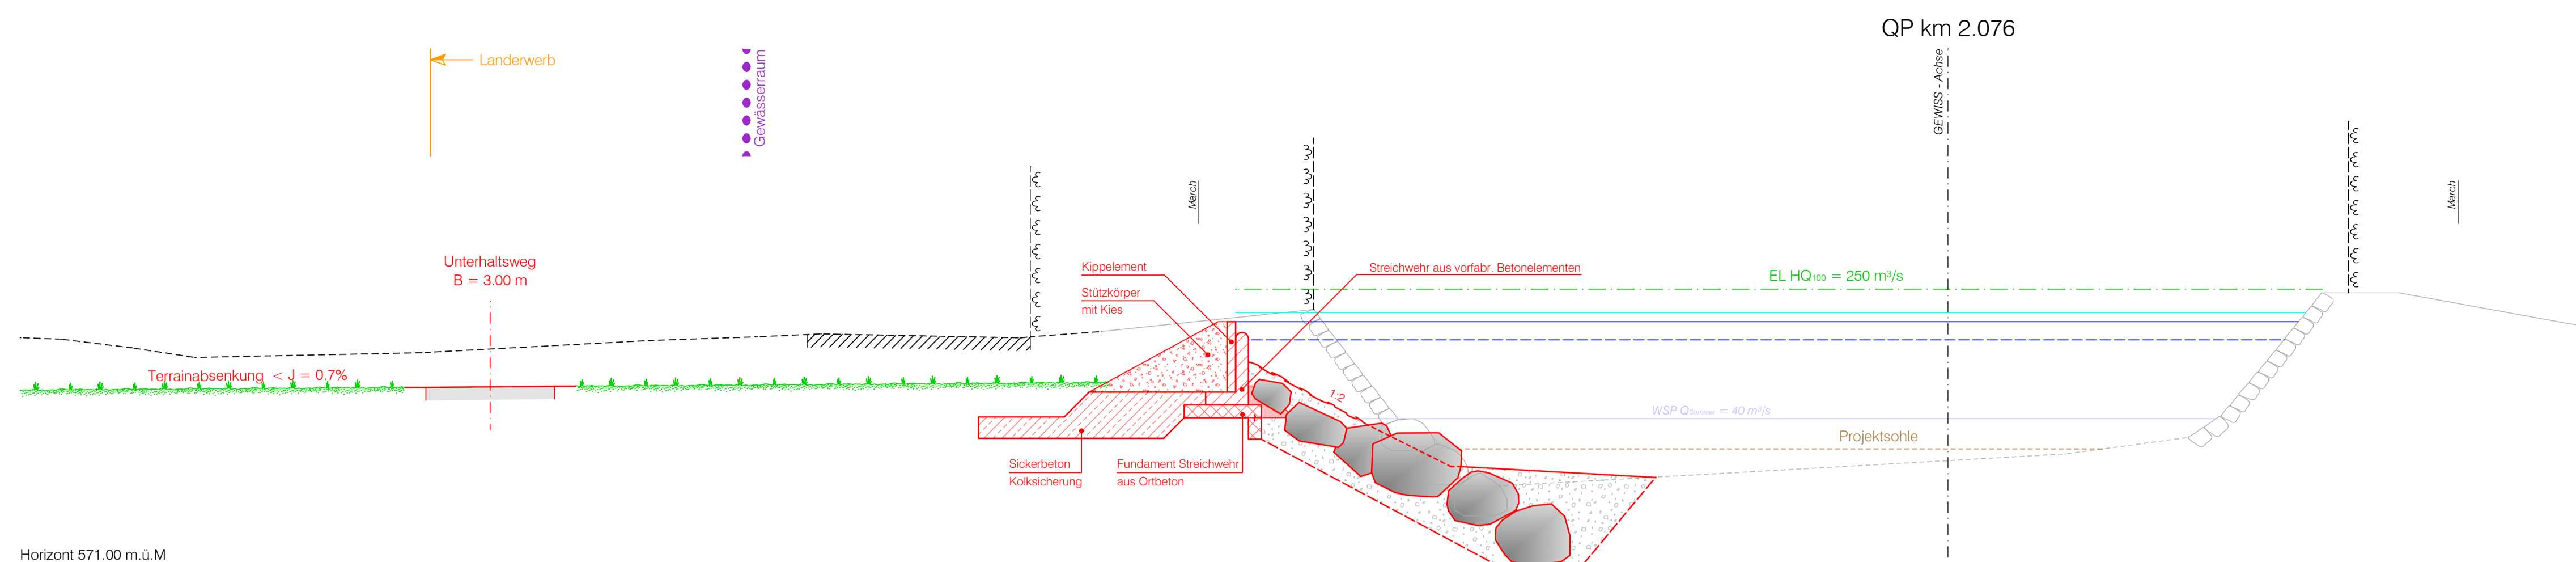 QP km 2.076
Landerwerb
Gewässerraum
GEWISS - Achse
March
March
Unterhaltsweg
B = 3.00 m
Kippelement
Streichwehr aus vorfabr. Betonelementen
EL HQ100 = 250 m³/s
Stützkörper
mit Kies
Terrainabsenkung < J = 0.7%
1:2
WSP QSommer = 40 m³/s
Projektsohle
Sickerbeton
Kolksicherung
Fundament Streichwehr
aus Ortbeton
Horizont 571.00 m.ü.M